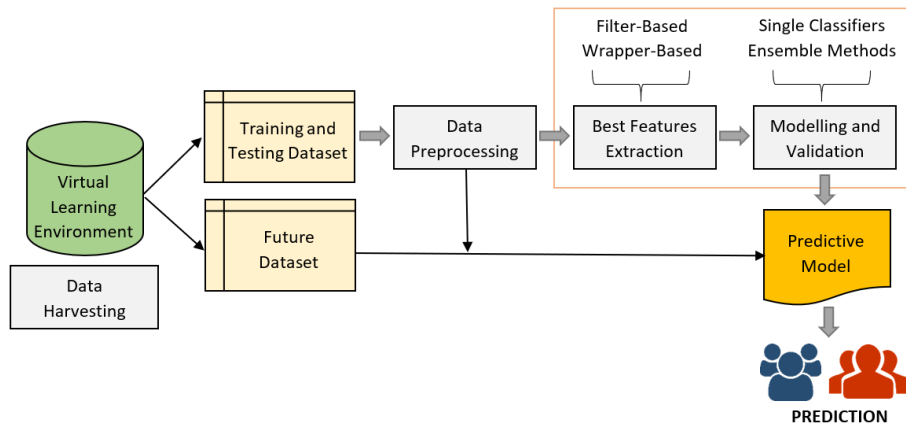 Filter-Based
Wrapper-Based
Single Classifiers
Ensemble Methods
Virtual
Learning
Environment
Data
Harvesting
Training and
Testing Dataset
Future
Dataset
Data
Preprocessing
Best Features
Extraction
Modelling and
Validation
Predictive
Model
PREDICTION